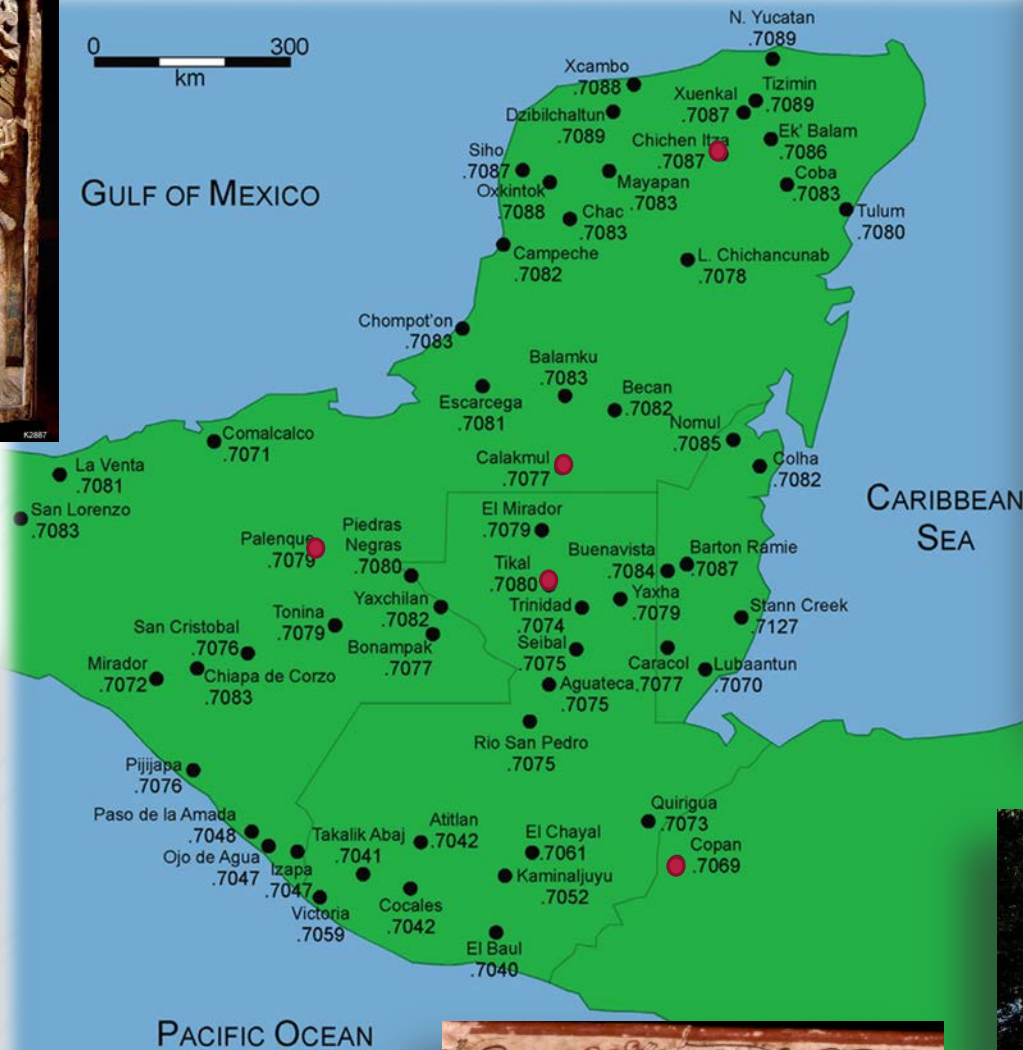 0 300
km
N. Yucatan
.7089
Xcambo
.7088
Tizimin
.7089
Xuenkal
.7087
Dzibilchaltun
.7089
Ek' Balam
.7086
Chichen Itza
.7087
Siho
.7087
Coba
.7083
Mayapan
.7083
Oxkintok
.7088
GULF OF MEXICO
Chac
.7083
Tulum
.7080
Campeche
.7082
L. Chichancunab
.7078
Chompot'on
.7083
Balamku
.7083
Becan
.7082
Escarcega
.7081
Nomul
.7085
Comalcalco
.7071
K2887
Calakmul
.7077
Colha
.7082
La Venta
.7081
CARIBBEAN
SEA
San Lorenzo
.7083
El Mirador
.7079
Palenque
.7079
Piedras
Negras
.7080
Buenavista
.7084
Barton Ramie
.7087
Tikal
.7080
Yaxchilan
.7082
Trinidad
.7074
Yaxha
.7079
Stann Creek
.7127
Tonina
.7079
San Cristobal
.7076
Bonampak
.7077
Seibal
.7075
Caracol
.7077
Lubaantun
.7070
Mirador
.7072
Chiapa de Corzo
.7083
Aguateca
.7075
Rio San Pedro
.7075
Pijijapa
.7076
Quirigua
.7073
Paso de la Amada
.7048
Takalik Abaj
.7041
Atitlan
.7042
El Chayal
.7061
Copan
.7069
Ojo de Agua
.7047
Izapa
.7047
Kaminaljuyu
.7052
Victoria
.7059
Cocales
.7042
El Baul
.7040
PACIFIC OCEAN